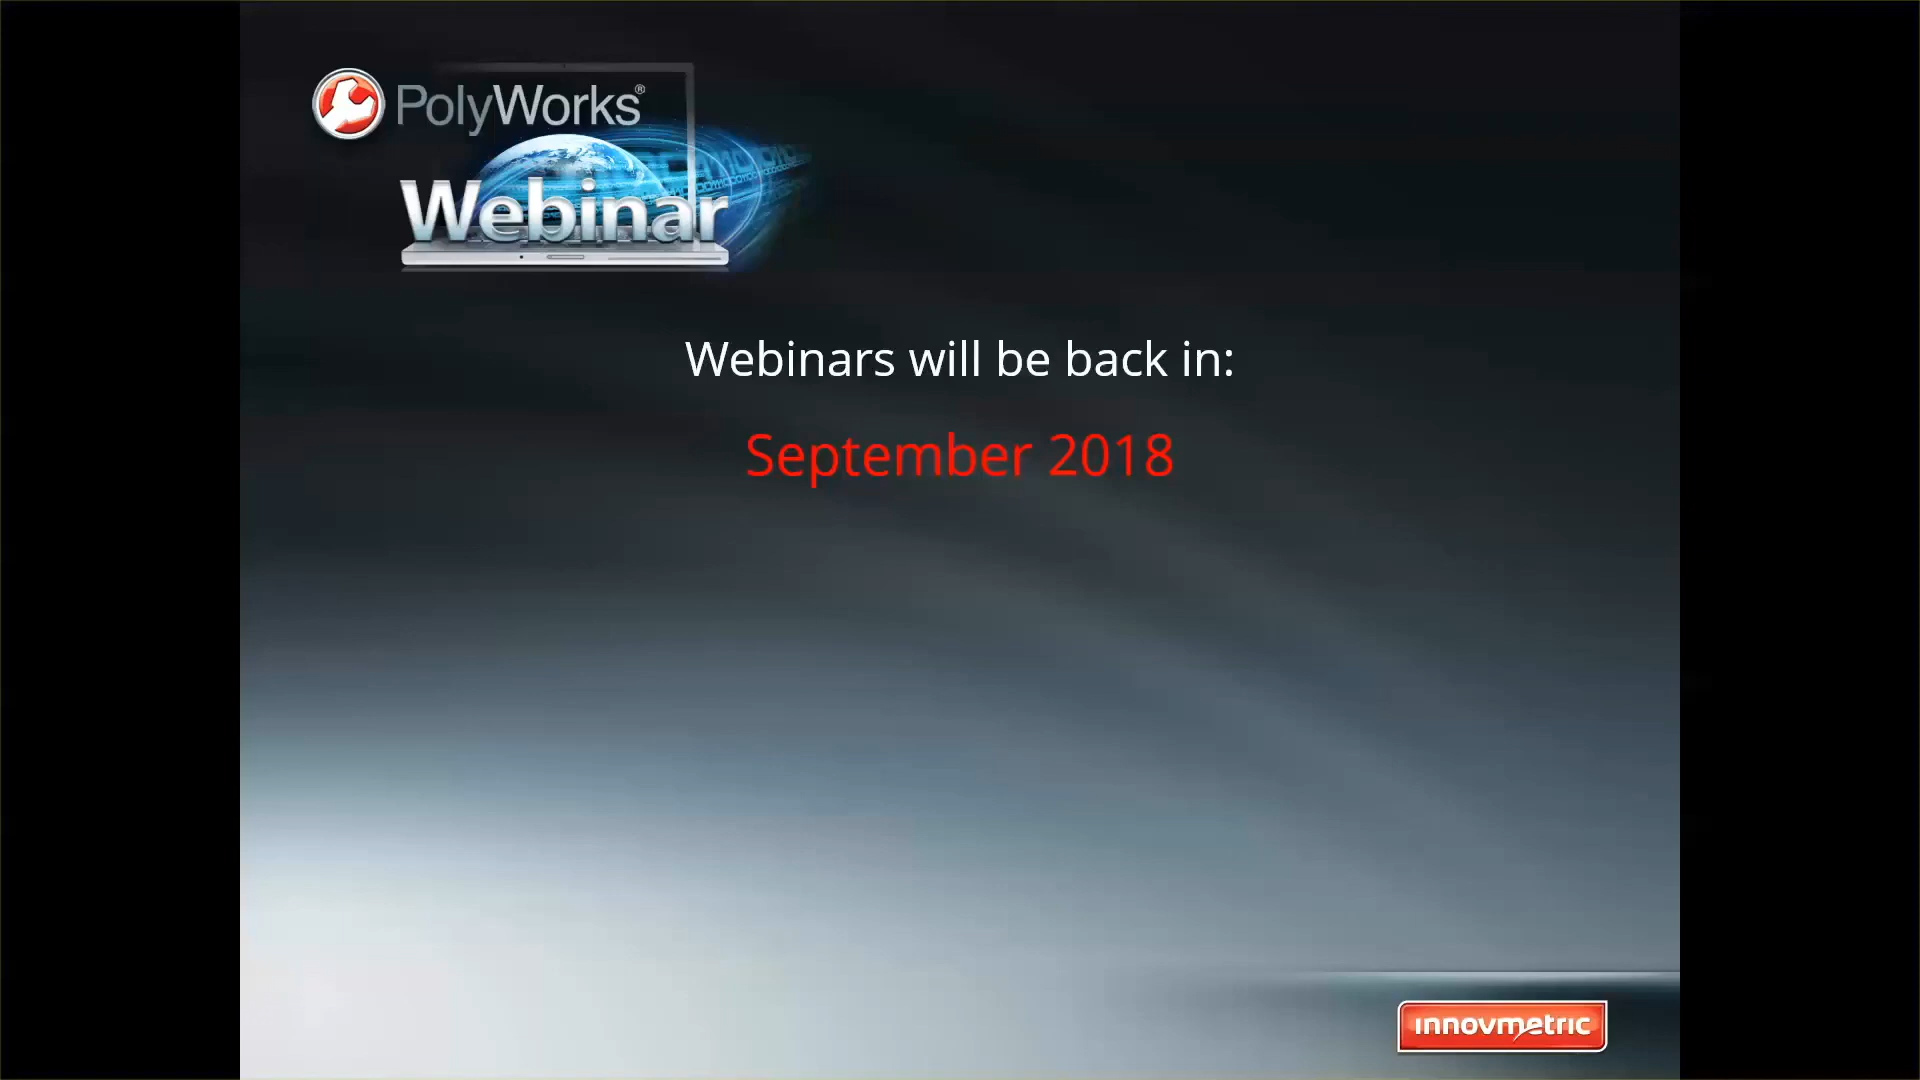 PolyWorks®
Webinar
Webinars will be back in:
September 2018
innovmetric